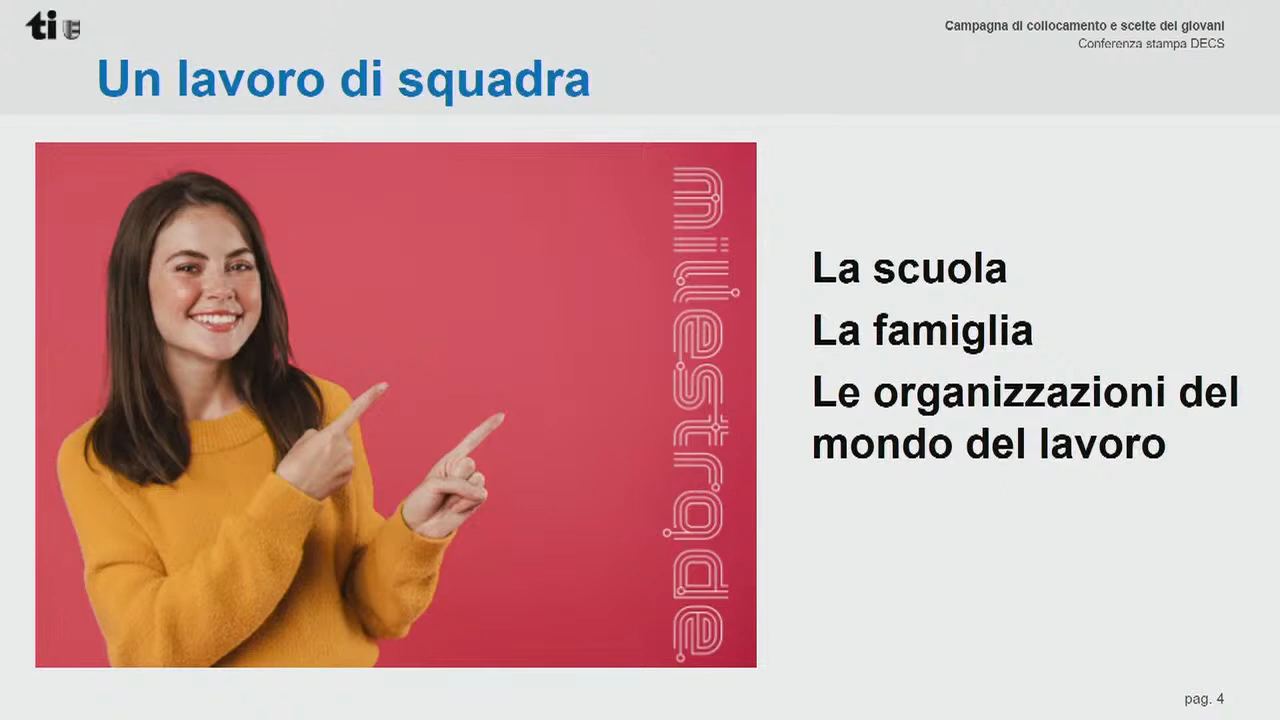 ti
Campagna di collocamento e scelte dei giovani
Conferenza stampa DECS
Un lavoro di squadra
millestrade
La scuola
La famiglia
Le organizzazioni del
mondo del lavoro
pag. 4